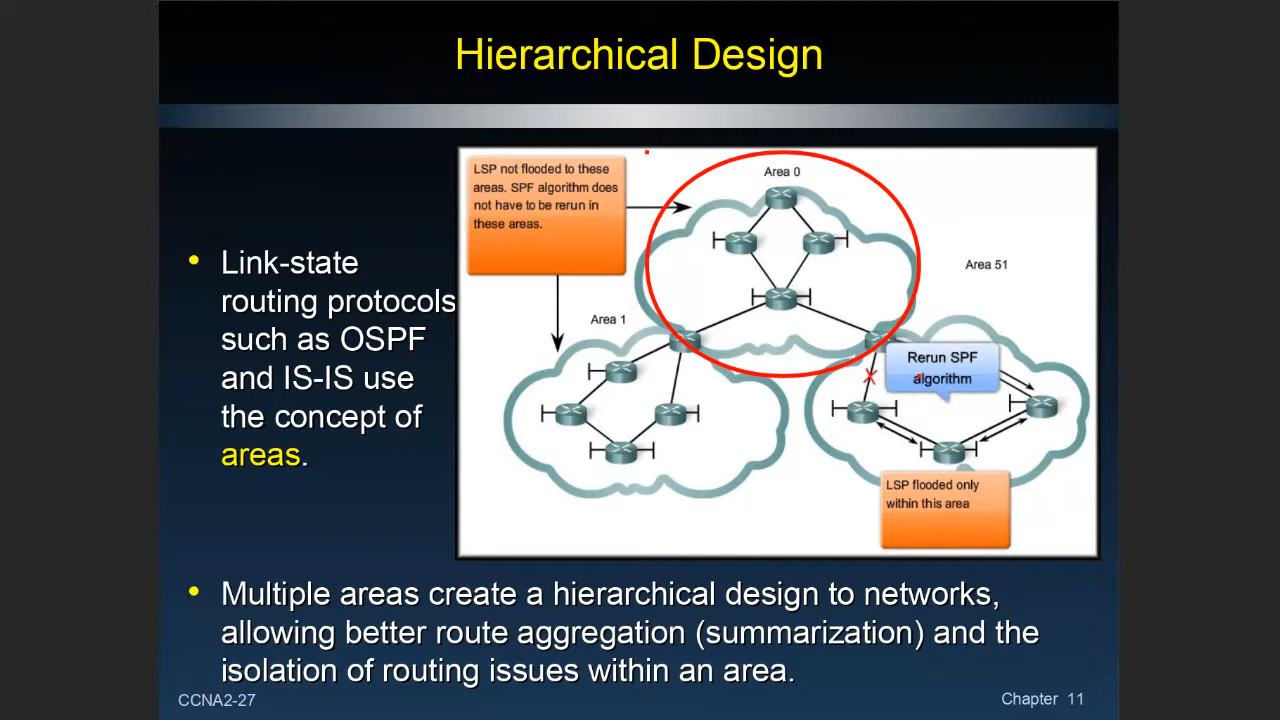 Hierarchical Design
LSP not flooded to these
areas. SPF algorithm does
not have to be rerun in
these areas.
Area 0
Area 51
Area 1
Rerun SPF
algorithm
LSP flooded only
within this area
• Link-state
routing protocols
such as OSPF
and IS-IS use
the concept of
areas.
• Multiple areas create a hierarchical design to networks,
allowing better route aggregation (summarization) and the
isolation of routing issues within an area.
CCNA2-27
Chapter 11